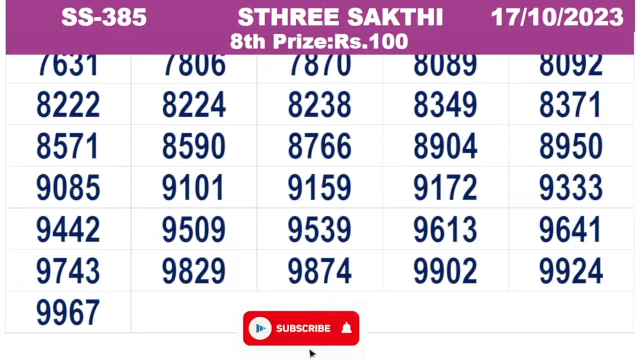 SS-385 STHREE SAKTHI 17/10/2023
8th Prize:Rs.100
7631 7806 7870 8089 8092
8222 8224 8238 8349 8371
8571 8590 8766 8904 8950
9085 9101 9159 9172 9333
9442 9509 9539 9613 9641
9743 9829 9874 9902 9924
9967
SUBSCRIBE